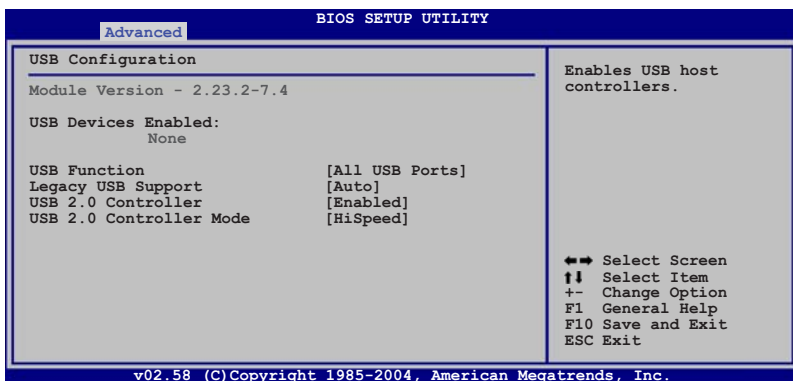 BIOS SETUP UTILITY
Advanced
USB Configuration
Module Version - 2.23.2-7.4
USB Devices Enabled:
None
USB Function [All USB Ports]
Legacy USB Support [Auto]
USB 2.0 Controller [Enabled]
USB 2.0 Controller Mode [HiSpeed]
Enables USB host
controllers.
Select Screen
Select Item
+- Change Option
F1 General Help
F10 Save and Exit
ESC Exit
v02.58 (C)Copyright 1985-2004, American Megatrends, Inc.